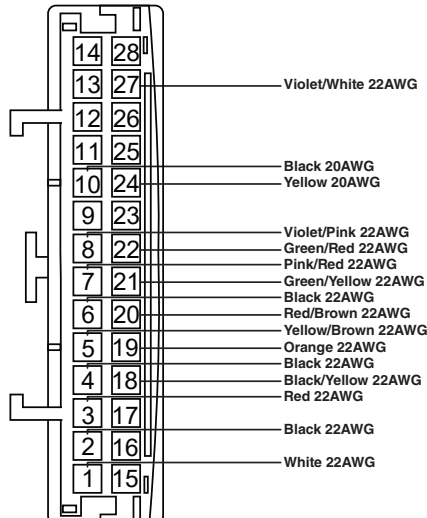 14 28
13 27 Violet/White 22AWG
12 26
11 25
Black 20AWG
10 24 Yellow 20AWG
9 23
Violet/Pink 22AWG
8 22 Green/Red 22AWG
Pink/Red 22AWG
7 21 Green/Yellow 22AWG
Black 22AWG
6 20 Red/Brown 22AWG
Yellow/Brown 22AWG
5 19 Orange 22AWG
Black 22AWG
4 18 Black/Yellow 22AWG
Red 22AWG
3 17
Black 22AWG
2 16
White 22AWG
1 15